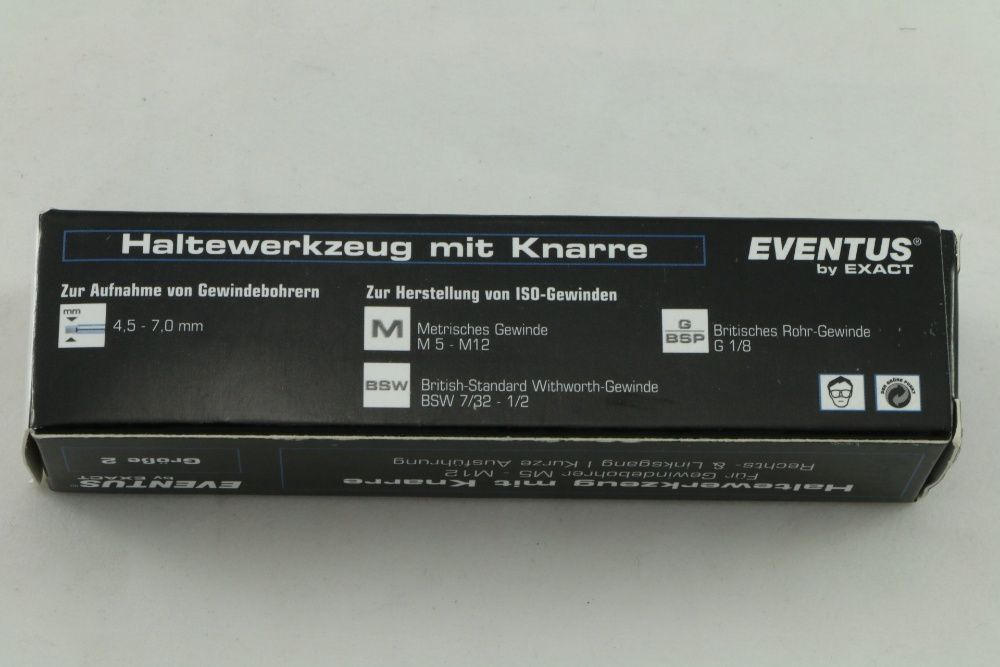 Haltewerkzeug mit Knarre
EVENTUS®
by EXACT
Zur Aufnahme von Gewindebohrern
mm
4,5 - 7,0 mm
Zur Herstellung von ISO-Gewinden
M
Metrisches Gewinde
M 5 - M12
G
BSP
Britisches Rohr-Gewinde
G 1/8
BSW
British-Standard Withworth-Gewinde
BSW 7/32 - 1/2
DER GRÜNE PUNKT
Haltewerkzeug mit Knarre
Für Gewindebohrer M5 - M12
Rechts- & Linksgang | Kurze Ausführung
EVENTUS®
by EXACT
Größe 2